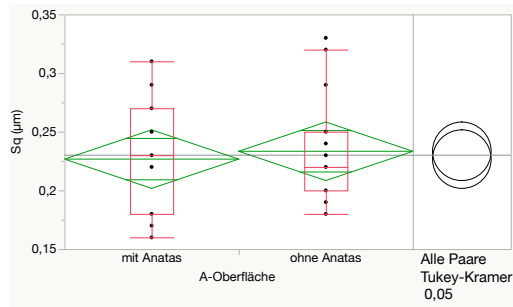 0,35
0,3
0,25
0,2
0,15
Sq (µm)
mit Anatas
ohne Anatas
A-Oberfläche
Alle Paare
Tukey-Kramer
0,05